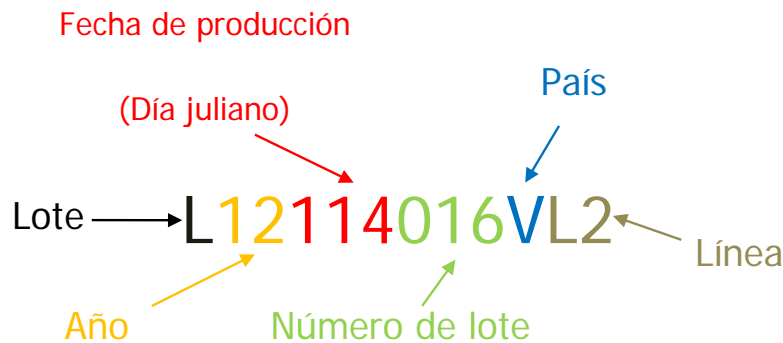 Fecha de producción
País
(Día juliano)
Lote
L12114016VL2
Línea
Año
Número de lote